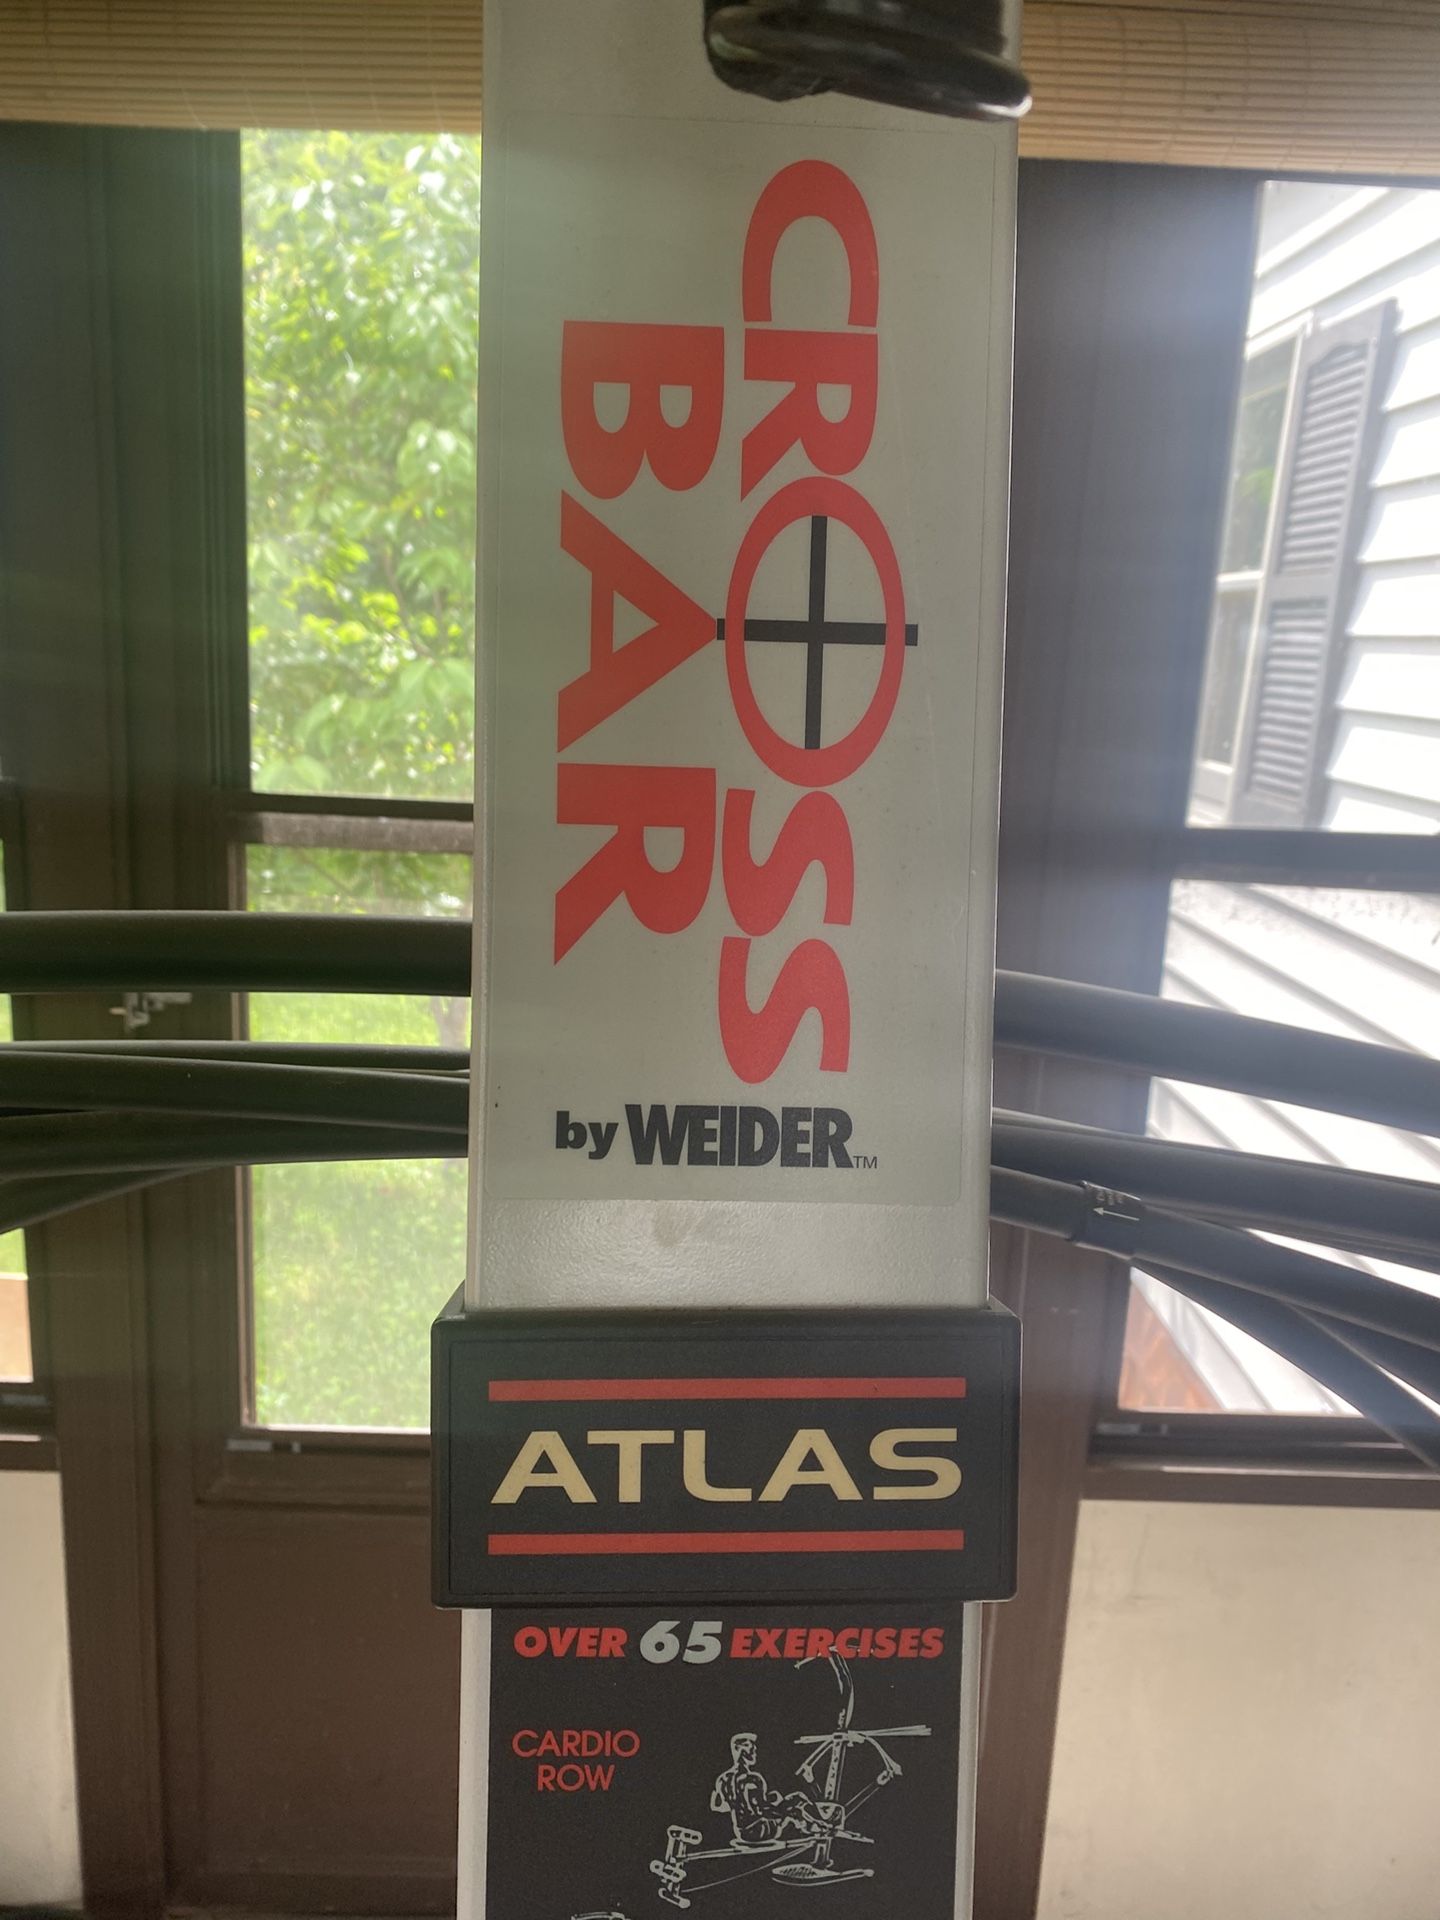 CROSS
BAR
by WEIDER™
ATLAS
OVER 65 EXERCISES
CARDIO
ROW